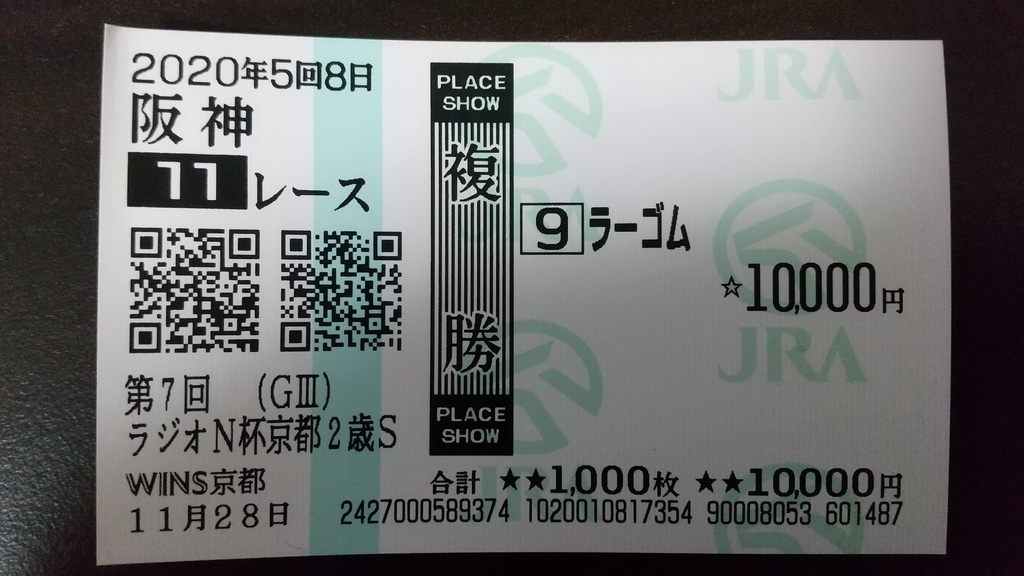 2020年5回8日
阪神
11レース
第7回 (GⅢ)
ラジオN杯京都2歳S
WINS京都
11月28日
PLACE
SHOW
複勝
PLACE
SHOW
9 ラーゴム
☆10,000円
JRA
JRA
合計 ★★1,000枚 ★★10,000円
2427000589374 1020010817354 90008053 601487